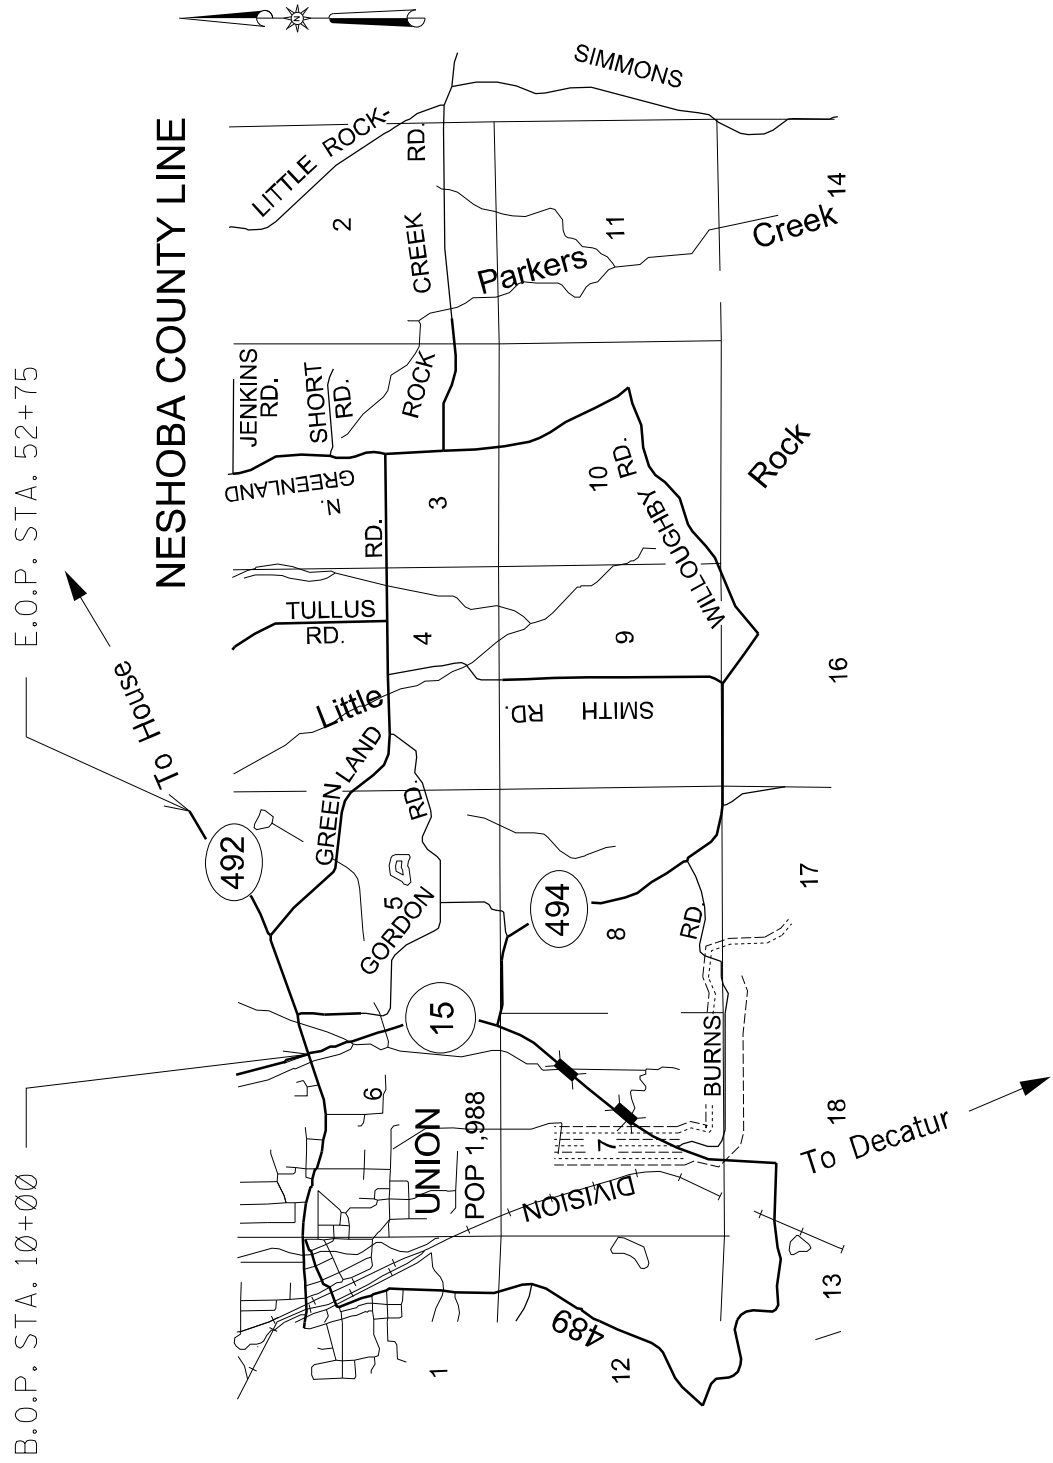 B.O.P. STA. 10+00
E.O.P. STA. 52+75
NESHOBA COUNTY LINE
N
To House
492
15
494
489
To Decatur
UNION
POP 1,988
LITTLE ROCK-
SIMMONS
RD.
CREEK
ROCK
JENKINS
RD.
SHORT
RD.
N.
GREENLAND
RD.
TULLUS
RD.
GREEN LAND
RD.
GORDON
SMITH
RD.
WILLOUGHBY RD.
RD.
BURNS
DIVISION
Parkers
Creek
Little
Rock
1
2
3
4
5
6
7
8
9
10
11
12
13
14
16
17
18